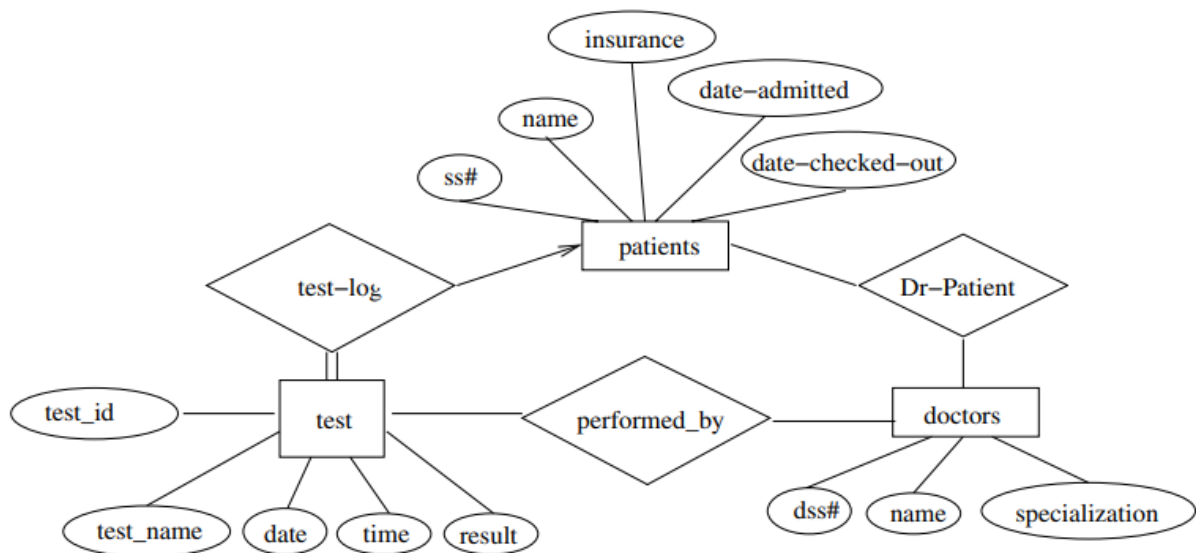 insurance
date−admitted
name
date−checked−out
ss#
patients
test−log
Dr−Patient
test_id
test
performed_by
doctors
dss#
name
specialization
test_name
date
time
result